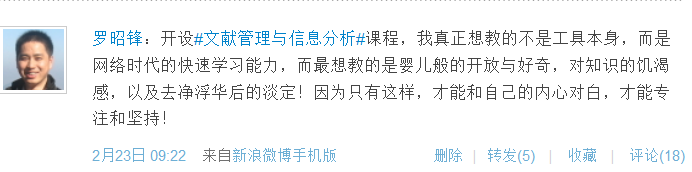 罗昭锋：开设#文献管理与信息分析#课程，我真正想教的不是工具本身，而是
网络时代的快速学习能力，而最想教的是婴儿般的开放与好奇，对知识的饥渴
感，以及去净浮华后的淡定！因为只有这样，才能和自己的内心对白，才能专
注和坚持！
2月23日 09:22 来自新浪微博手机版 删除 | 转发(5) | 收藏 | 评论(18)